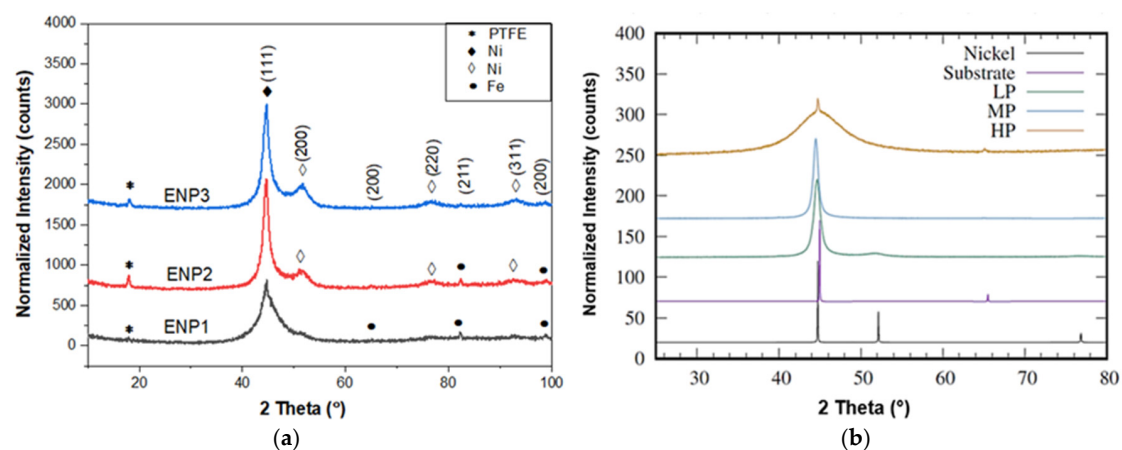 4000
3500
3000
2500
2000
1500
1000
500
0
Normalized Intensity (counts)
PTFE
Ni
Ni
Fe
(111)
(200)
(200)
(220)
(211)
(311)
(200)
ENP3
ENP2
ENP1
20
40
60
80
100
2 Theta (°)
(a)
400
350
300
250
200
150
100
50
0
Normalized Intensity (counts)
Nickel
Substrate
LP
MP
HP
30
40
50
60
70
80
2 Theta (°)
(b)